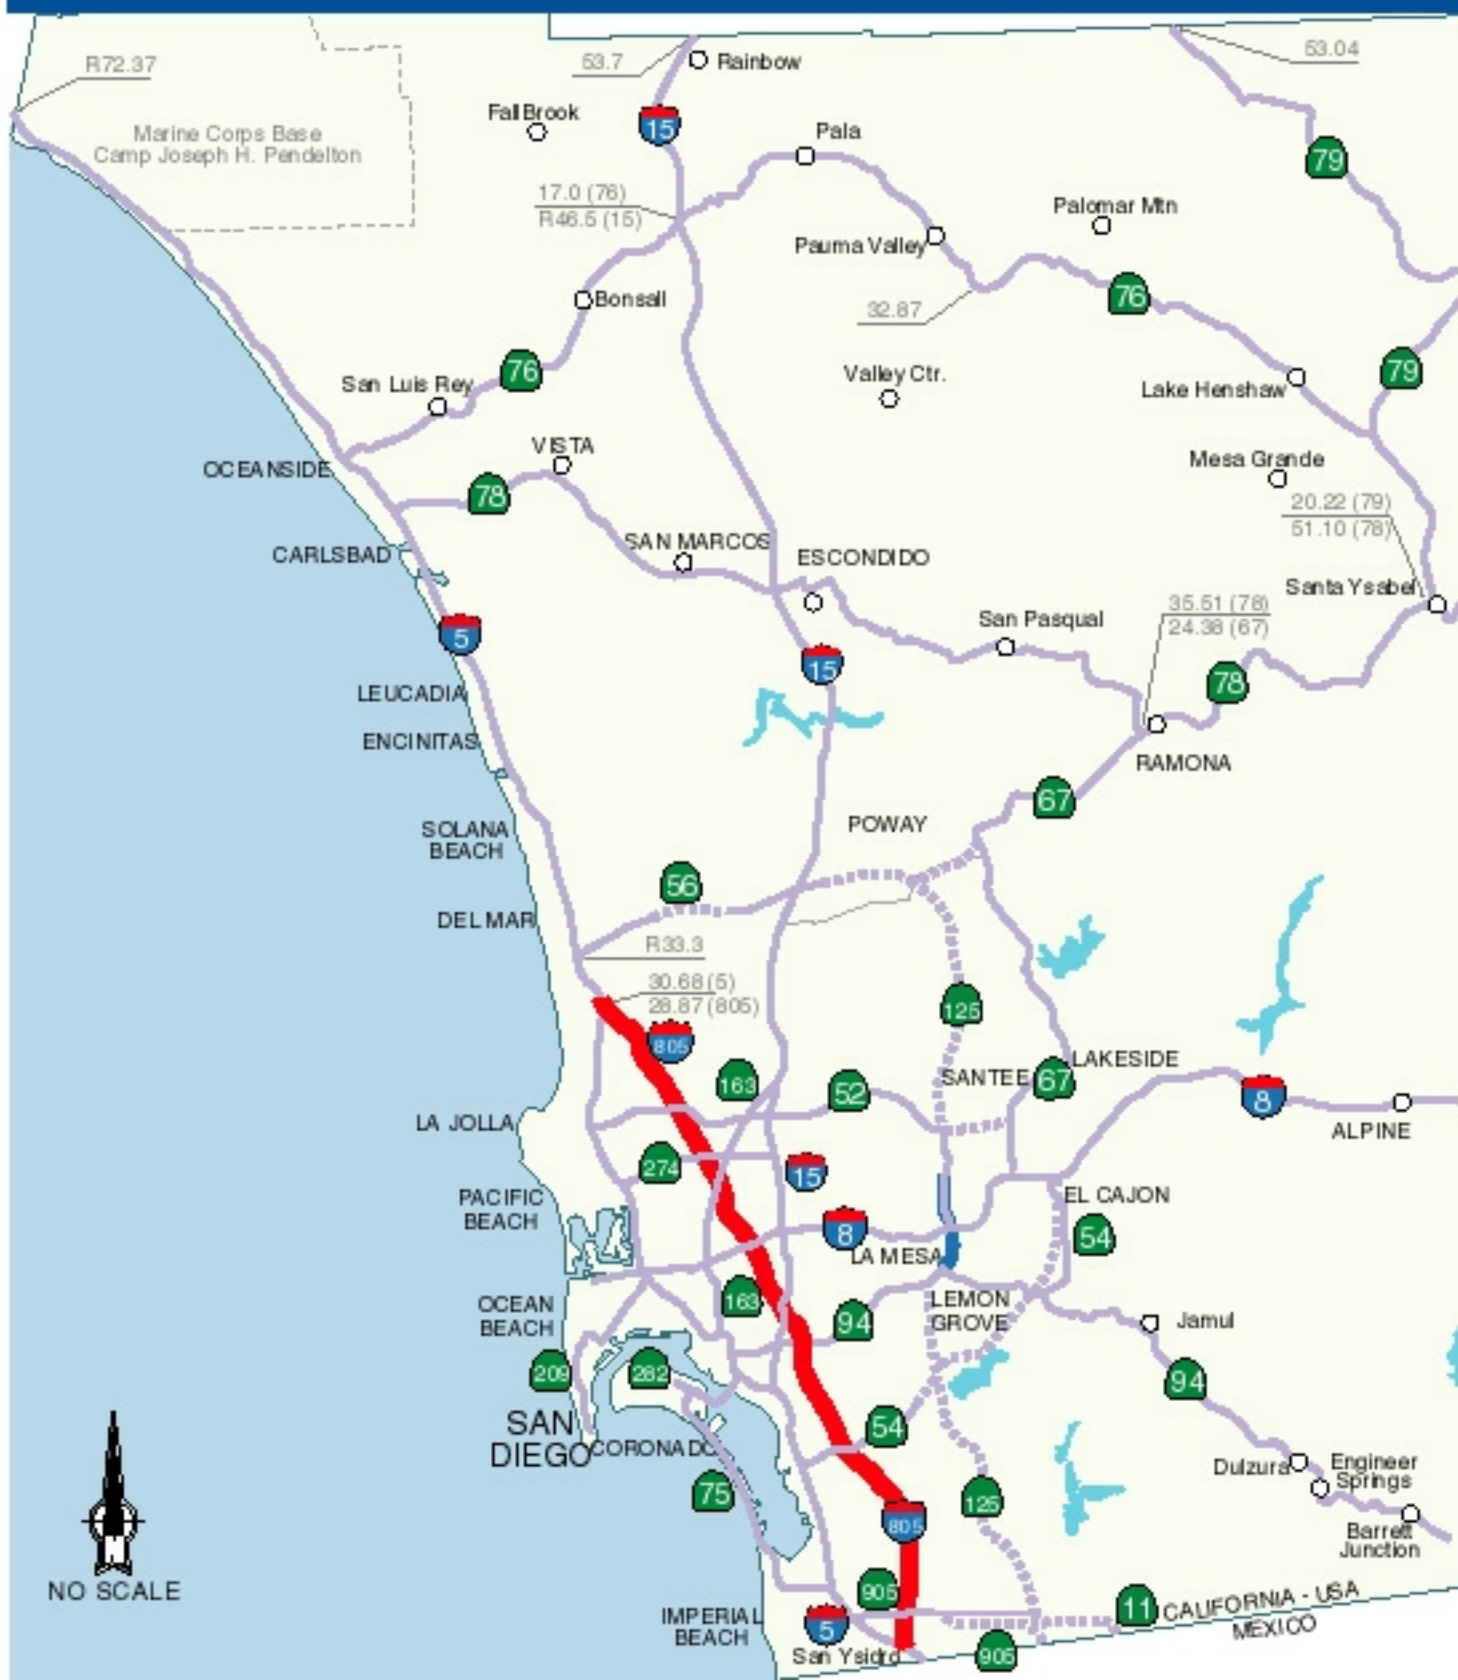 R72.37
53.7
53.04
Rainbow
Fall Brook
15
Marine Corps Base
Camp Joseph H. Pendelton
Pala
79
17.0 (76)
R46.5 (15)
Palomar Mtn
Pauma Valley
76
Bonsall
32.87
76
79
San Luis Rey
Valley Ctr.
Lake Henshaw
VISTA
OCEANSIDE
78
Mesa Grande
20.22 (79)
51.10 (78)
SAN MARCOS
ESCONDIDO
CARLSBAD
Santa Ysabel
35.51 (78)
24.38 (67)
San Pasqual
5
15
78
LEUCADIA
ENCINITAS
RAMONA
67
SOLANA
BEACH
POWAY
56
DEL MAR
R33.3
30.68 (5)
28.87 (805)
125
805
163
52
SANTEE
67
LAKESIDE
8
LA JOLLA
ALPINE
274
15
PACIFIC
BEACH
EL CAJON
8
54
LA MESA
163
OCEAN
BEACH
94
LEMON
GROVE
Jamul
209
282
94
SAN
DIEGO
CORONADO
54
Dulzura
Engineer
Springs
75
125
805
Barrett
Junction
NO SCALE
905
11
CALIFORNIA - USA
MEXICO
IMPERIAL
BEACH
5
San Ysidro
905